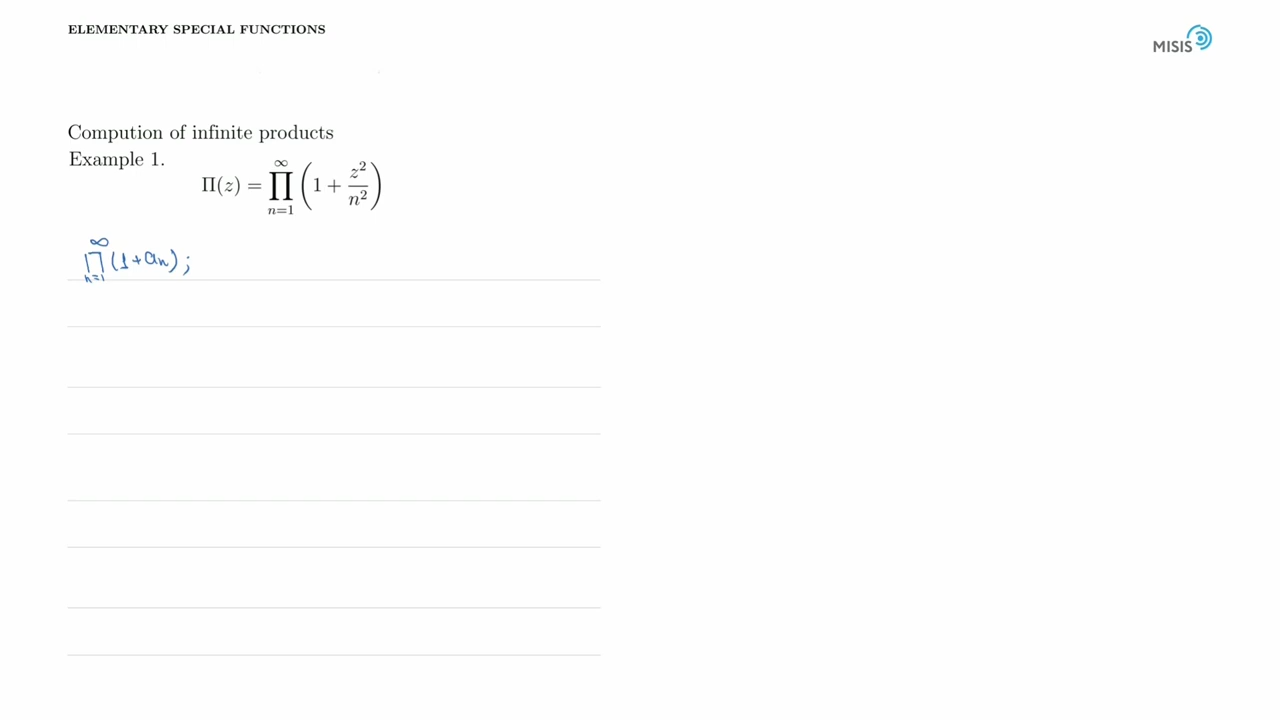 ELEMENTARY SPECIAL FUNCTIONS
MISIS
Compution of infinite products
Example 1.
Π(z) = ∏_{n=1}^{∞} (1 + z²/n²)
∏_{n=1}^{∞} (1+a_n);